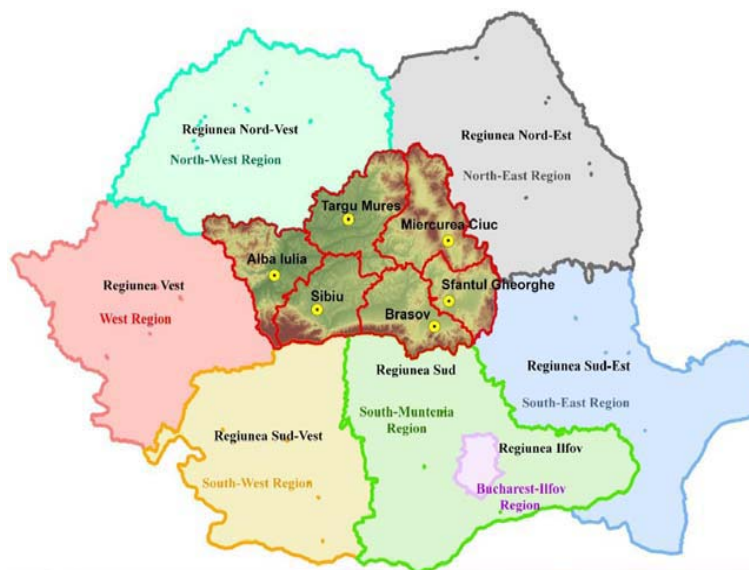 Regiunea Nord-Vest
North-West Region
Regiunea Nord-Est
North-East Region
Targu Mures
Miercurea Ciuc
Alba Iulia
Sfantul Gheorghe
Sibiu
Brasov
Regiunea Vest
West Region
Regiunea Sud-Est
South-East Region
Regiunea Sud
South-Muntenia
Region
Regiunea Sud-Vest
South-West Region
Regiunea Ilfov
Bucharest-Ilfov
Region